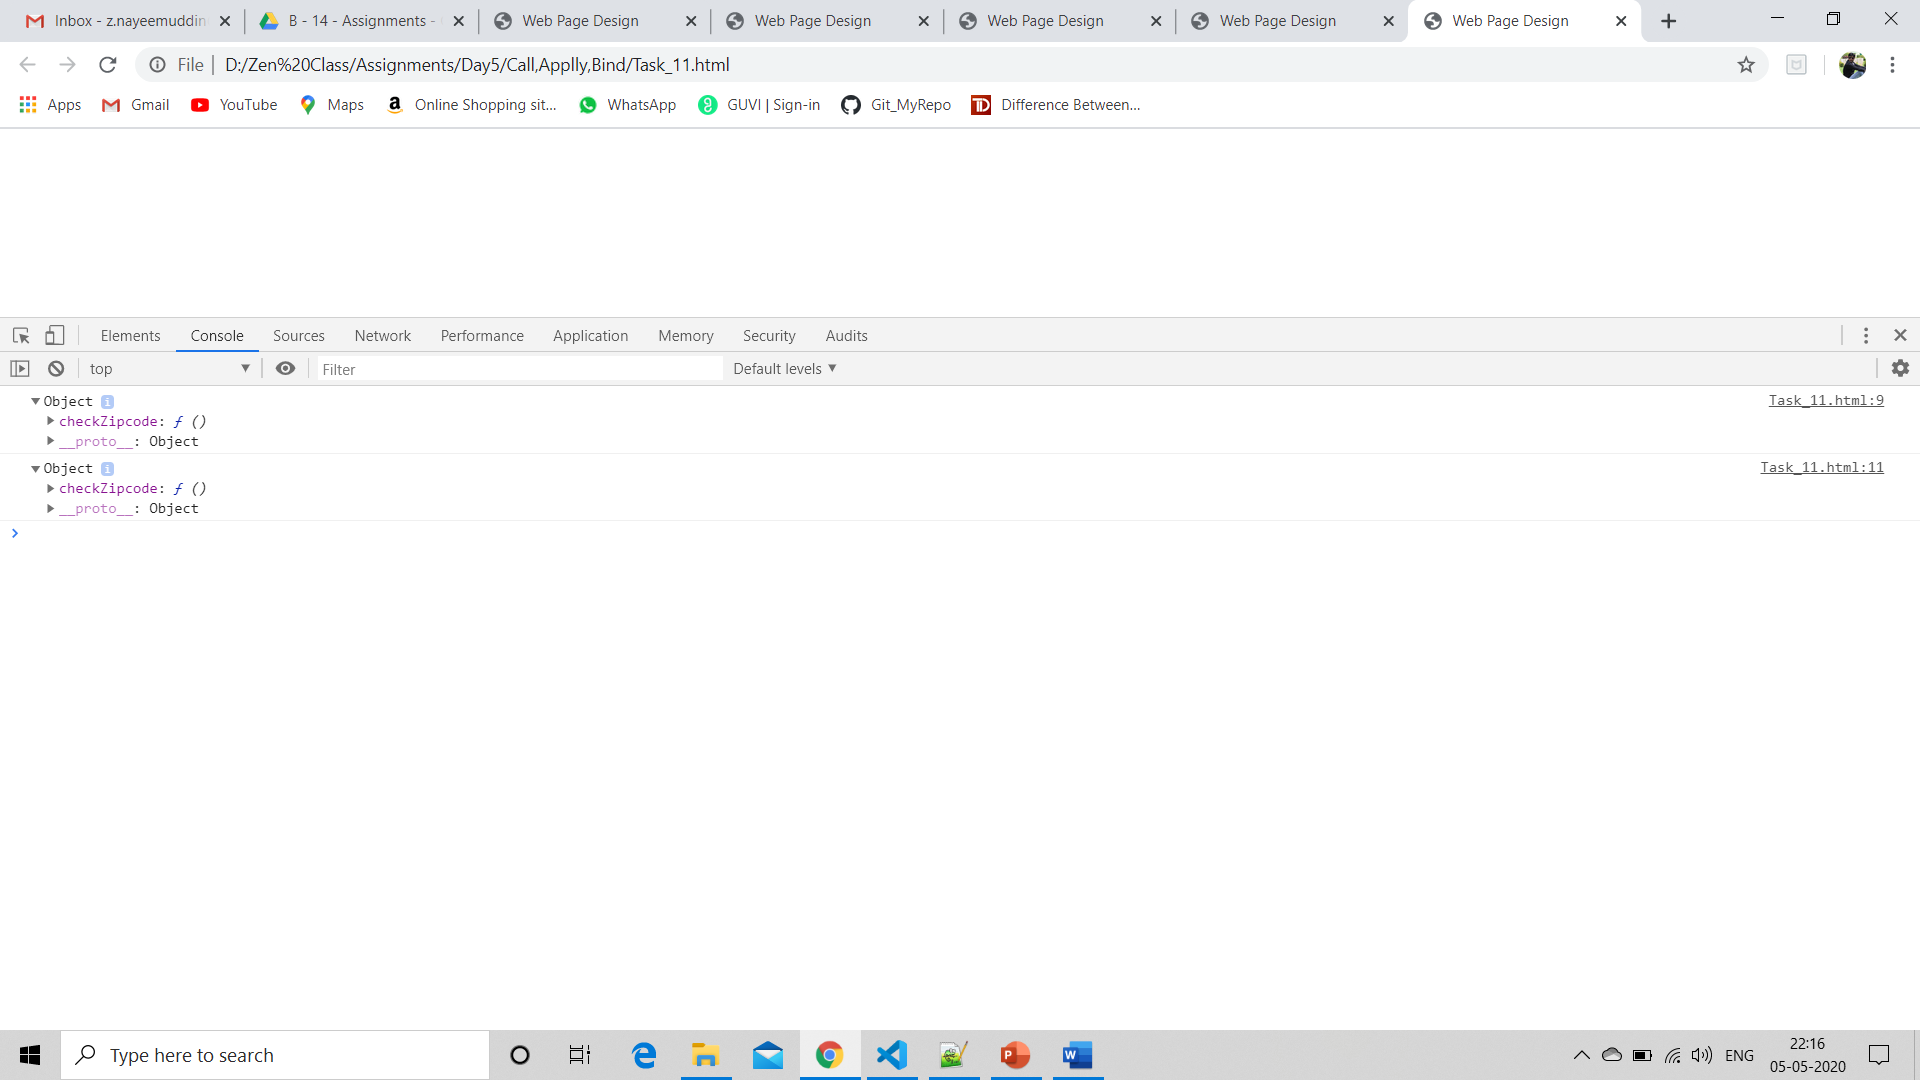 Inbox - z.nayeemuddin
B - 14 - Assignments -
Web Page Design
Web Page Design
Web Page Design
Web Page Design
Web Page Design
File | D:/Zen%20Class/Assignments/Day5/Call,Applly,Bind/Task_11.html
Apps Gmail YouTube Maps Online Shopping sit... WhatsApp GUVI | Sign-in Git_MyRepo Difference Between...
Elements Console Sources Network Performance Application Memory Security Audits
top Filter Default levels
Object Task_11.html:9
checkZipcode: ƒ ()
__proto__: Object
Object Task_11.html:11
checkZipcode: ƒ ()
__proto__: Object
Type here to search
ENG
22:16
05-05-2020